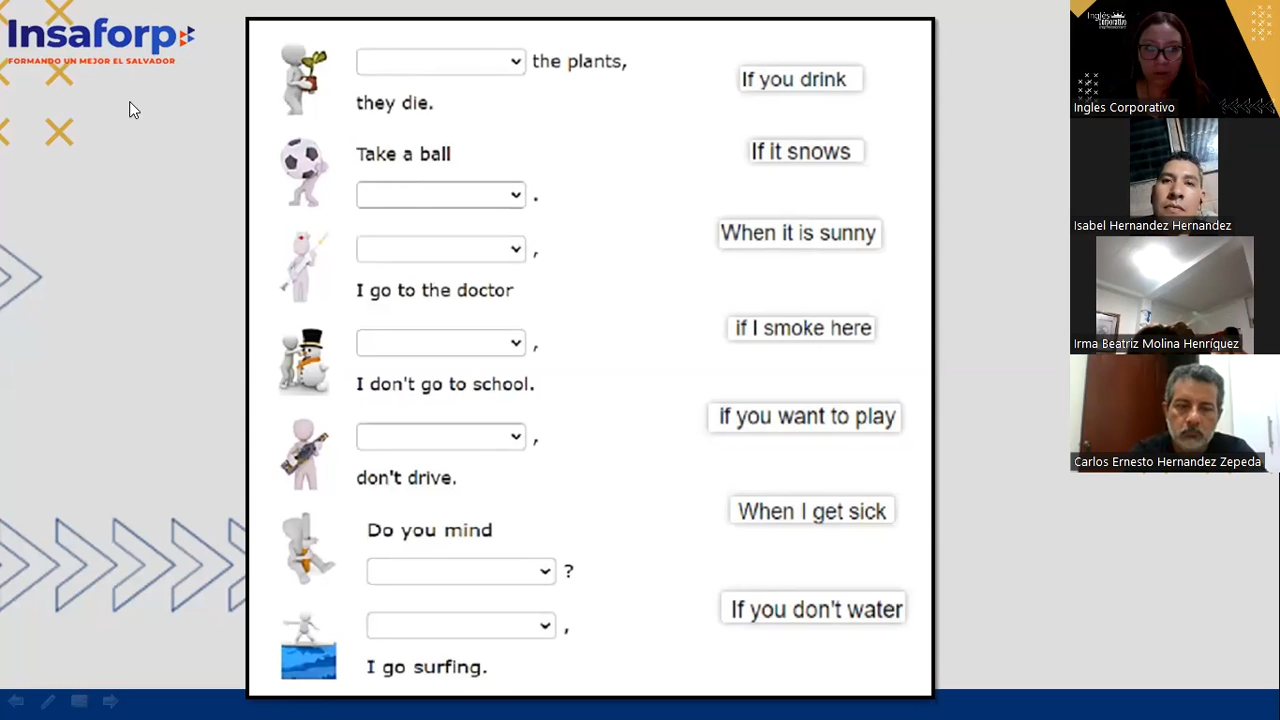 Insaforp
FORMANDO UN MEJOR EL SALVADOR
the plants,
they die.
Take a ball
.
,
I go to the doctor
,
I don't go to school.
,
don't drive.
Do you mind
?
,
I go surfing.
If you drink
If it snows
When it is sunny
if I smoke here
if you want to play
When I get sick
If you don't water
Inglés
Corporativo
Ingles Corporativo
Isabel Hernandez Hernandez
Irma Beatriz Molina Henríquez
Carlos Ernesto Hernandez Zepeda